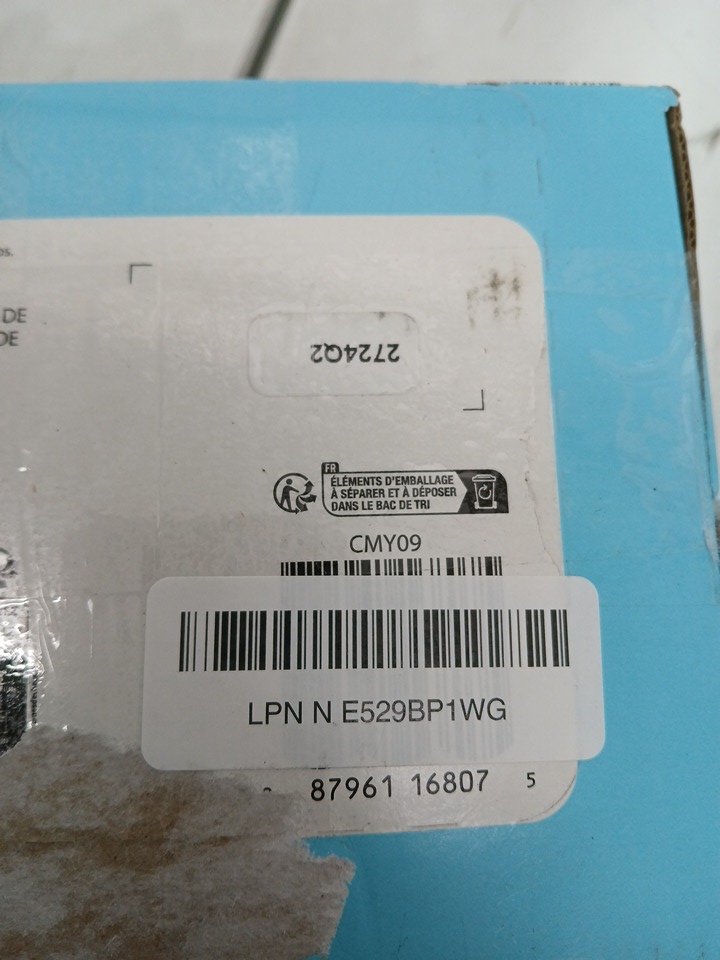 os.
DE
DE
2724Q2
FR
ÉLÉMENTS D'EMBALLAGE
À SÉPARER ET À DÉPOSER
DANS LE BAC DE TRI
CMY09
LPN N E529BP1WG
87961 16807 5